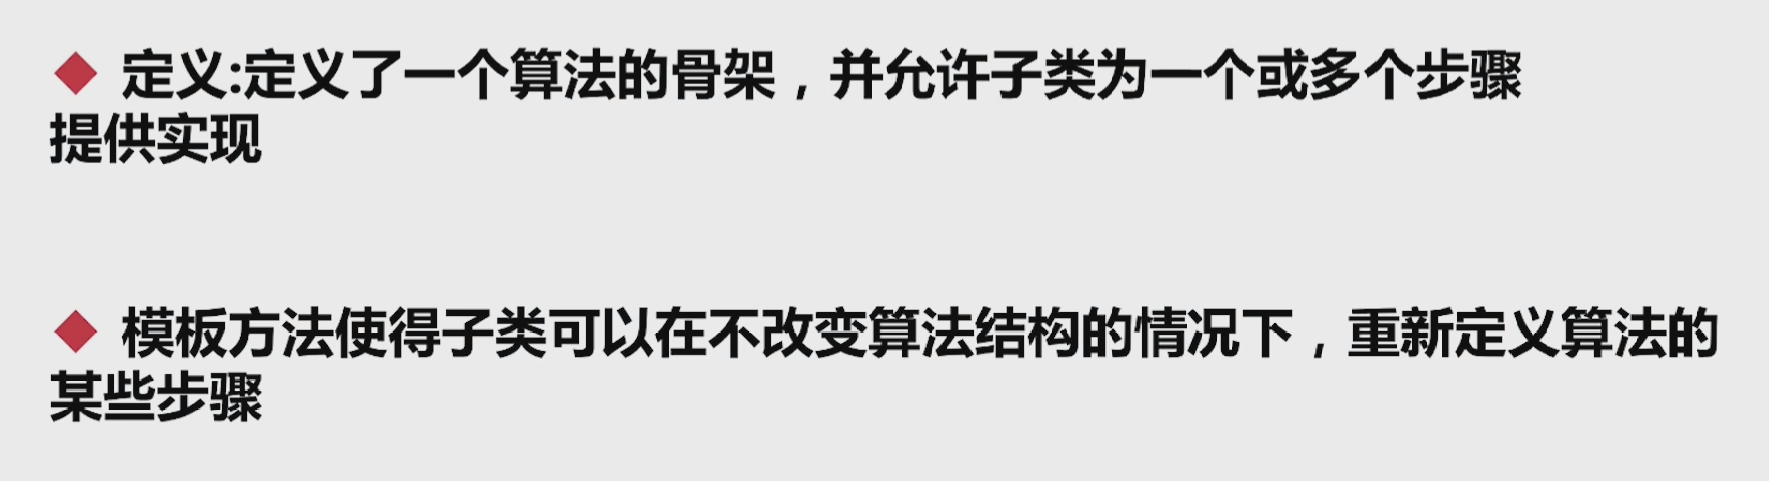 ◆ 定义:定义了一个算法的骨架，并允许子类为一个或多个步骤
提供实现
◆ 模板方法使得子类可以在不改变算法结构的情况下，重新定义算法的
某些步骤